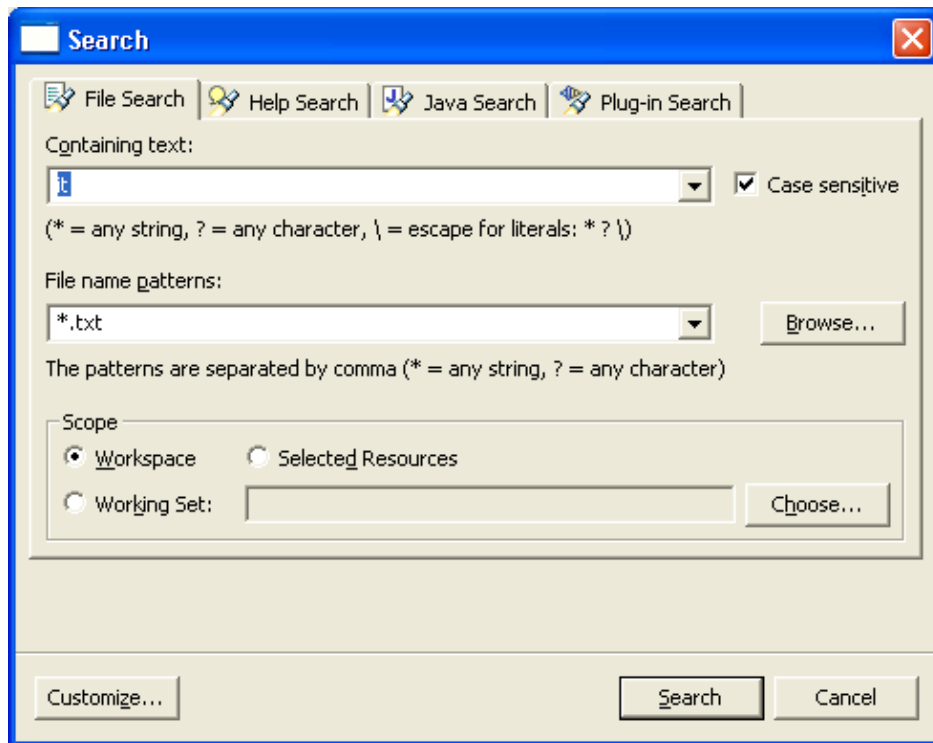 Search
File Search Help Search Java Search Plug-in Search
Containing text:
it Case sensitive
(* = any string, ? = any character, \ = escape for literals: * ? \)
File name patterns:
*.txt Browse...
The patterns are separated by comma (* = any string, ? = any character)
Scope
Workspace Selected Resources
Working Set: Choose...
Customize... Search Cancel